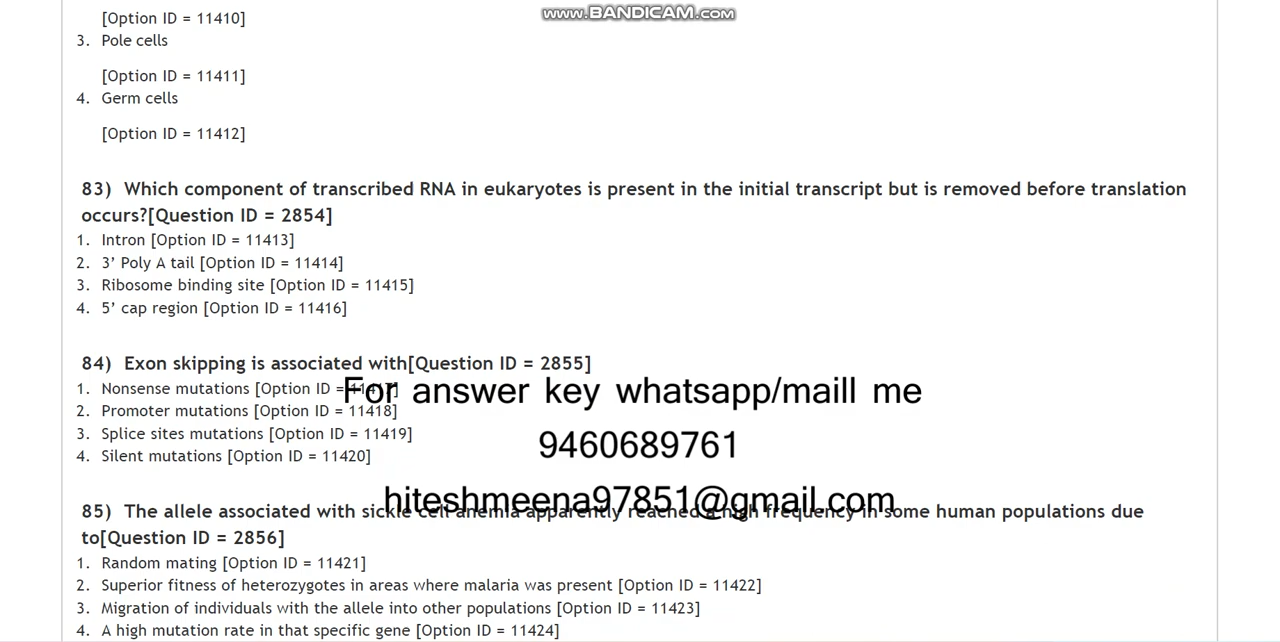 www.BANDICAM.com
[Option ID = 11410]
3. Pole cells
[Option ID = 11411]
4. Germ cells
[Option ID = 11412]
83) Which component of transcribed RNA in eukaryotes is present in the initial transcript but is removed before translation
occurs?[Question ID = 2854]
1. Intron [Option ID = 11413]
2. 3’ Poly A tail [Option ID = 11414]
3. Ribosome binding site [Option ID = 11415]
4. 5’ cap region [Option ID = 11416]
84) Exon skipping is associated with[Question ID = 2855]
1. Nonsense mutations [Option ID = 11417]
For answer key whatsapp/maill me
2. Promoter mutations [Option ID = 11418]
3. Splice sites mutations [Option ID = 11419]
9460689761
4. Silent mutations [Option ID = 11420]
hiteshmeena97851@gmail.com
85) The allele associated with sickle cell anemia apparently reached a high frequency in some human populations due
to[Question ID = 2856]
1. Random mating [Option ID = 11421]
2. Superior fitness of heterozygotes in areas where malaria was present [Option ID = 11422]
3. Migration of individuals with the allele into other populations [Option ID = 11423]
4. A high mutation rate in that specific gene [Option ID = 11424]